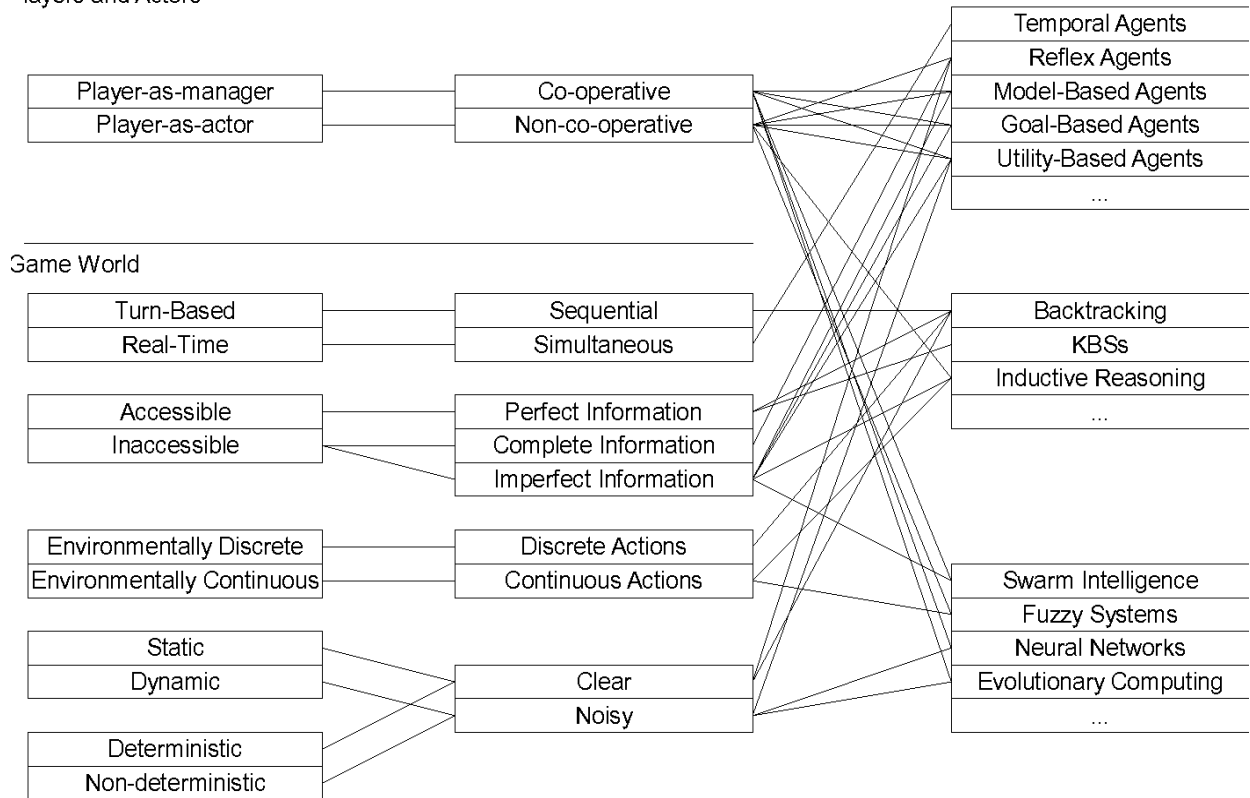 layers and Actors
Temporal Agents
Reflex Agents
Model-Based Agents
Goal-Based Agents
Utility-Based Agents
...
Player-as-manager
Player-as-actor
Co-operative
Non-co-operative
Game World
Turn-Based
Real-Time
Sequential
Simultaneous
Backtracking
KBSs
Inductive Reasoning
...
Accessible
Inaccessible
Perfect Information
Complete Information
Imperfect Information
Environmentally Discrete
Environmentally Continuous
Discrete Actions
Continuous Actions
Swarm Intelligence
Fuzzy Systems
Neural Networks
Evolutionary Computing
...
Static
Dynamic
Clear
Noisy
Deterministic
Non-deterministic